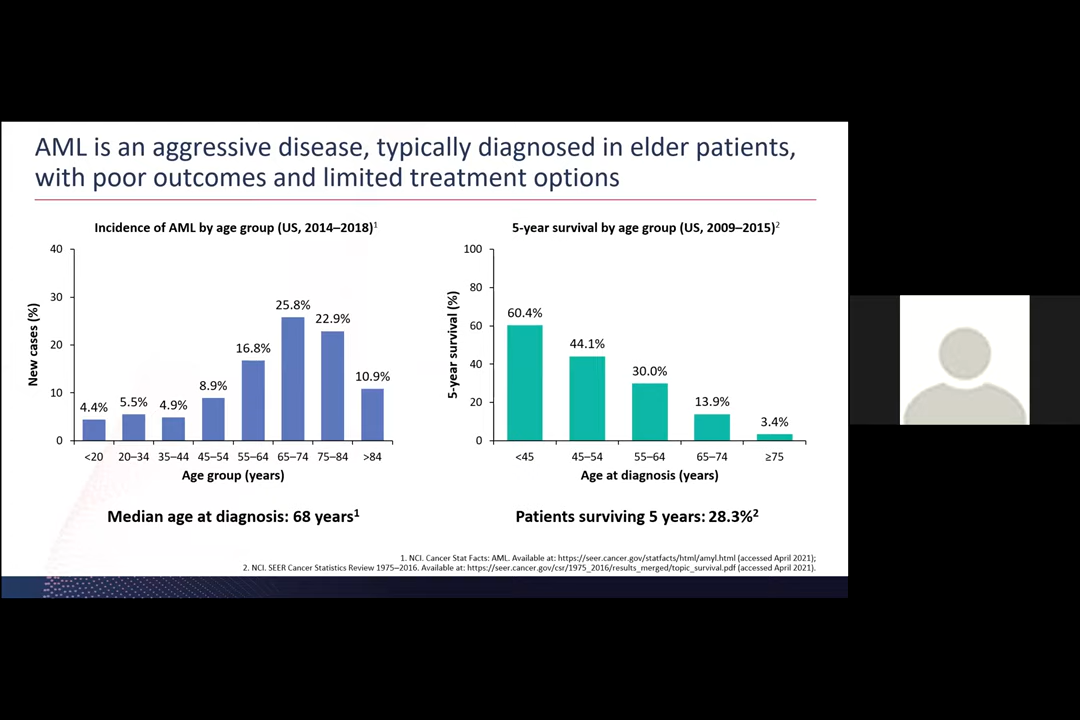 AML is an aggressive disease, typically diagnosed in elder patients,
with poor outcomes and limited treatment options
Incidence of AML by age group (US, 2014–2018)¹
New cases (%)
40
30
20
10
0
4.4%
5.5%
4.9%
8.9%
16.8%
25.8%
22.9%
10.9%
<20 20–34 35–44 45–54 55–64 65–74 75–84 >84
Age group (years)
Median age at diagnosis: 68 years¹
5-year survival by age group (US, 2009–2015)²
5-year survival (%)
100
80
60
40
20
0
60.4%
44.1%
30.0%
13.9%
3.4%
<45 45–54 55–64 65–74 ≥75
Age at diagnosis (years)
Patients surviving 5 years: 28.3%²
1. NCI. Cancer Stat Facts: AML. Available at: https://seer.cancer.gov/statfacts/html/amyl.html (accessed April 2021);
2. NCI. SEER Cancer Statistics Review 1975–2016. Available at: https://seer.cancer.gov/csr/1975_2016/results_merged/topic_survival.pdf (accessed April 2021).